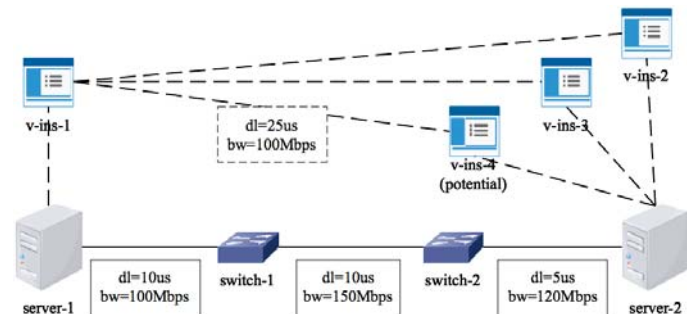 v-ins-2
v-ins-1
v-ins-3
dl=25us
bw=100Mbps
v-ins-4
(potential)
switch-1
switch-2
dl=10us
bw=100Mbps
dl=10us
bw=150Mbps
dl=5us
bw=120Mbps
server-1
server-2